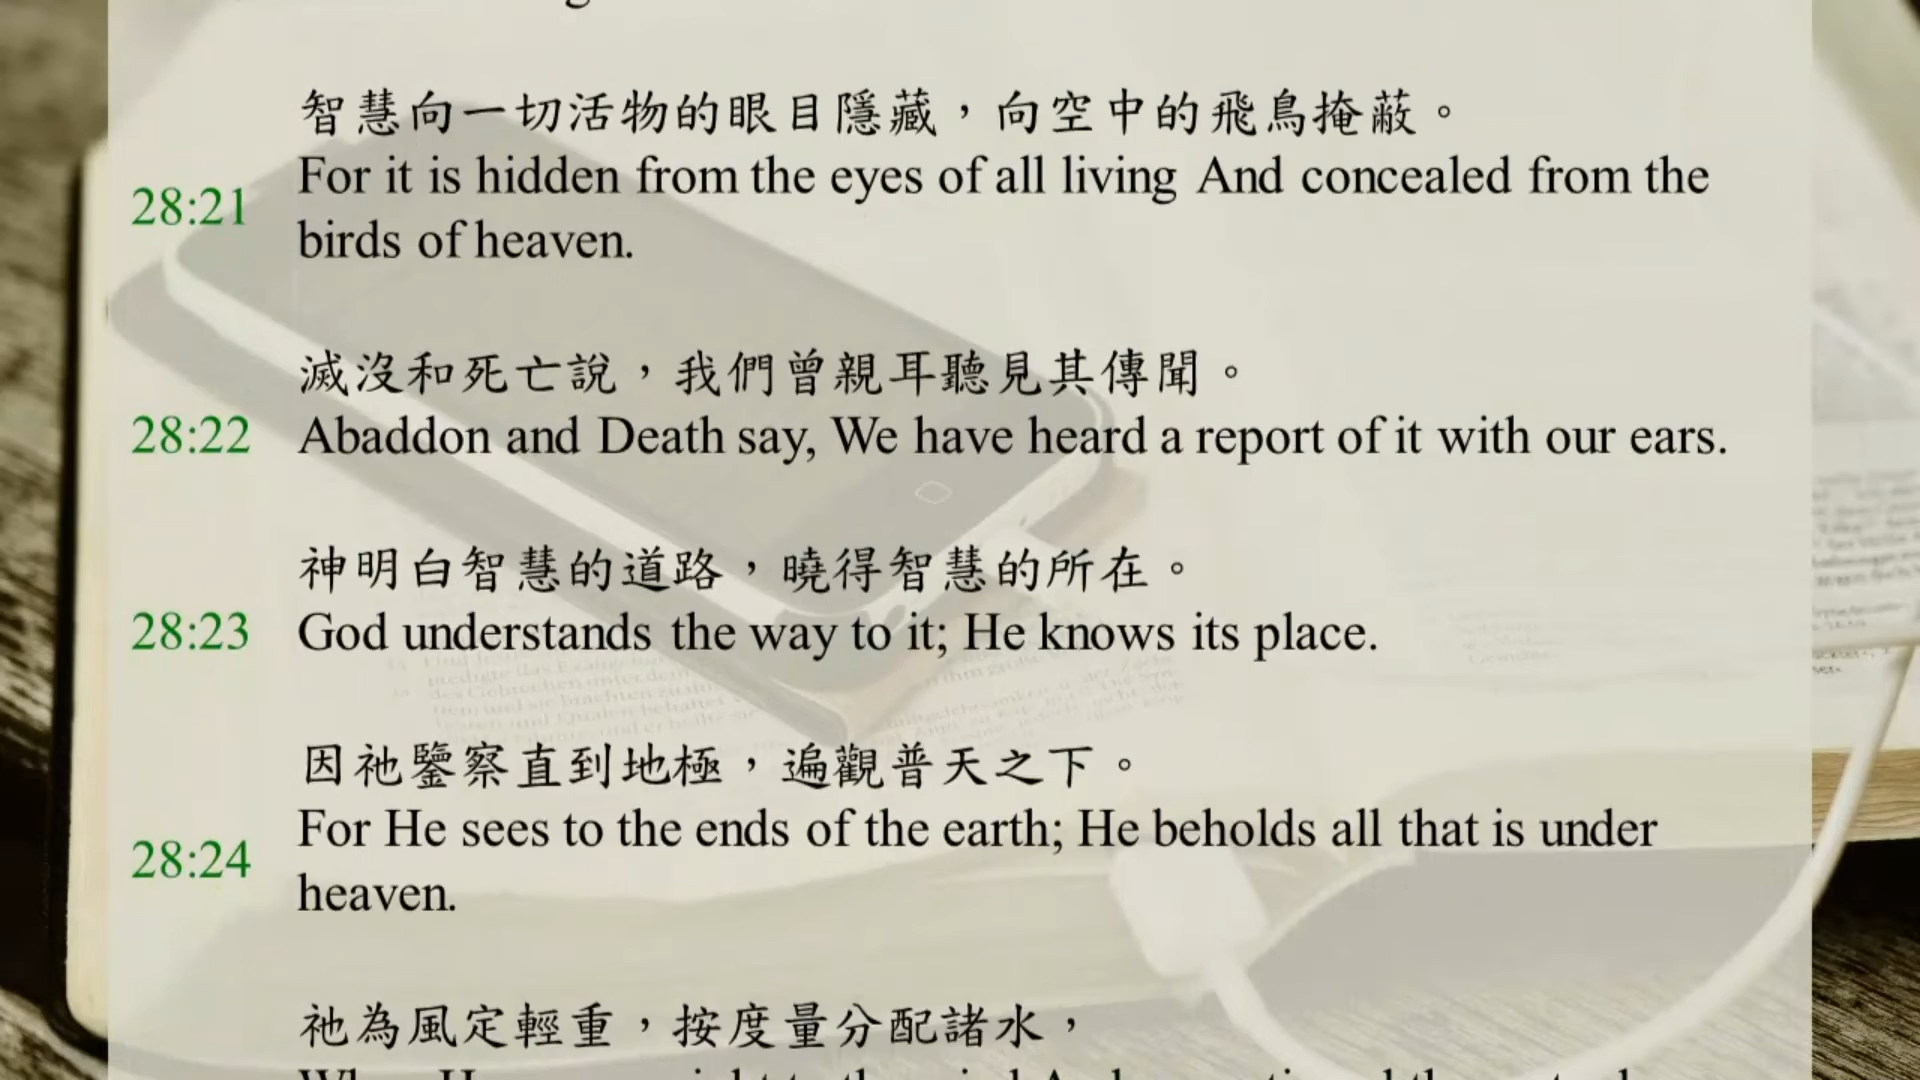 智慧向一切活物的眼目隱藏，向空中的飛鳥掩蔽。
28:21 For it is hidden from the eyes of all living And concealed from the
birds of heaven.
滅沒和死亡說，我們曾親耳聽見其傳聞。
28:22 Abaddon and Death say, We have heard a report of it with our ears.
神明白智慧的道路，曉得智慧的所在。
28:23 God understands the way to it; He knows its place.
因祂鑒察直到地極，遍觀普天之下。
28:24 For He sees to the ends of the earth; He beholds all that is under
heaven.
祂為風定輕重，按度量分配諸水，